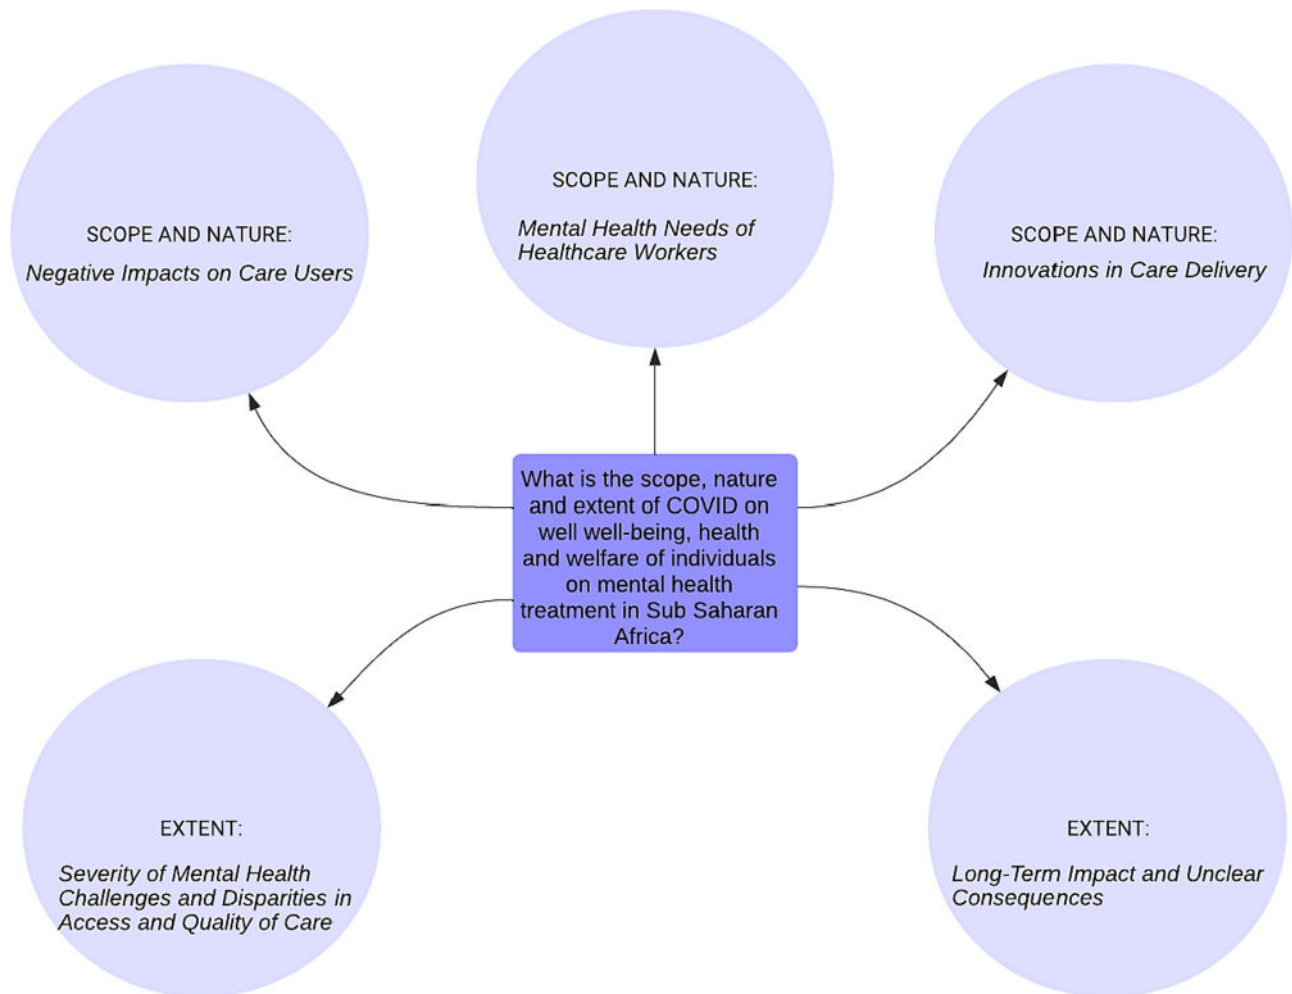 SCOPE AND NATURE:
Negative Impacts on Care Users
SCOPE AND NATURE:
Mental Health Needs of
Healthcare Workers
SCOPE AND NATURE:
Innovations in Care Delivery
What is the scope, nature
and extent of COVID on
well well-being, health
and welfare of individuals
on mental health
treatment in Sub Saharan
Africa?
EXTENT:
Severity of Mental Health
Challenges and Disparities in
Access and Quality of Care
EXTENT:
Long-Term Impact and Unclear
Consequences